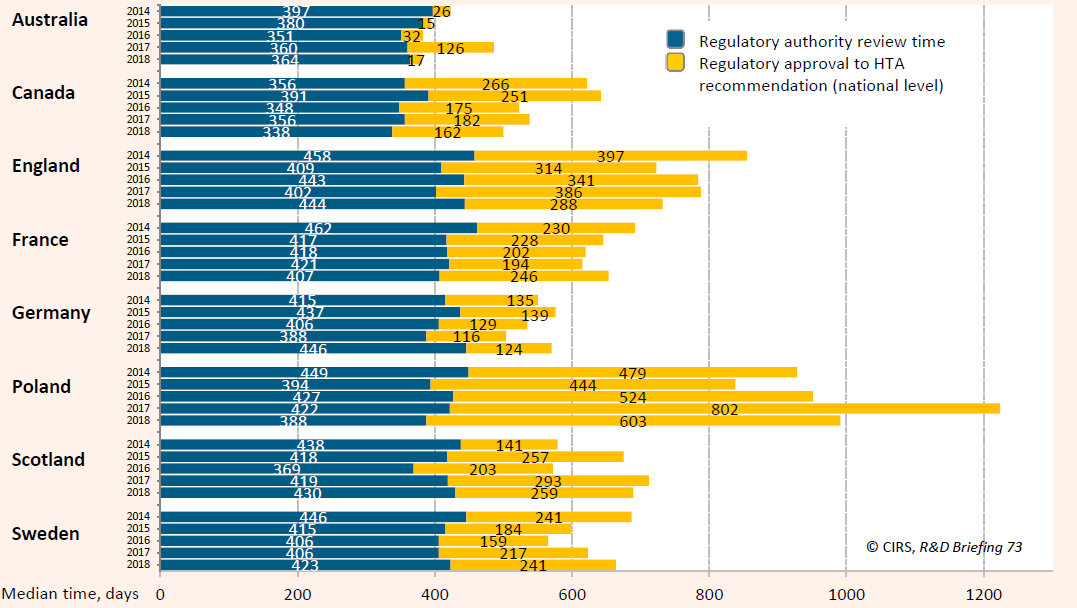 Regulatory authority review time
Regulatory approval to HTA
recommendation (national level)
Australia
2014 397 26
2015 380 15
2016 351 32
2017 360 126
2018 364 17
Canada
2014 356 266
2015 391 251
2016 348 175
2017 356 182
2018 338 162
England
2014 458 397
2015 409 314
2016 443 341
2017 402 386
2018 444 288
France
2014 462 230
2015 417 228
2016 418 202
2017 421 194
2018 407 246
Germany
2014 415 135
2015 437 139
2016 406 129
2017 388 116
2018 446 124
Poland
2014 449 479
2015 394 444
2016 427 524
2017 422 802
2018 388 603
Scotland
2014 438 141
2015 418 257
2016 369 203
2017 419 293
2018 430 259
Sweden
2014 446 241
2015 415 184
2016 406 159
2017 406 217
2018 423 241
© CIRS, R&D Briefing 73
Median time, days 0 200 400 600 800 1000 1200